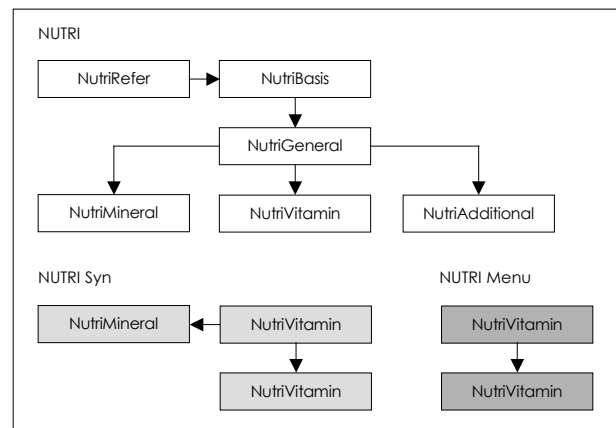 NUTRI
NutriRefer NutriBasis
NutriGeneral
NutriMineral NutriVitamin NutriAdditional
NUTRI Syn NUTRI Menu
NutriMineral NutriVitamin NutriVitamin
NutriVitamin NutriVitamin